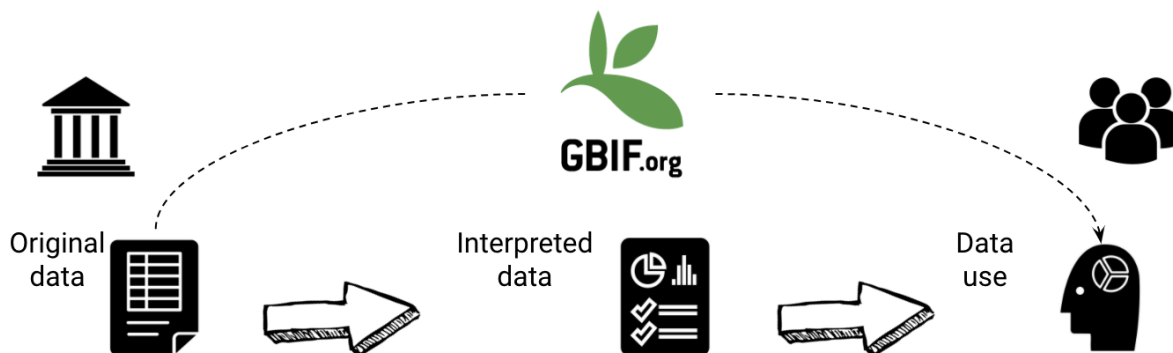 GBIF.org
Original
data
Interpreted
data
Data
use